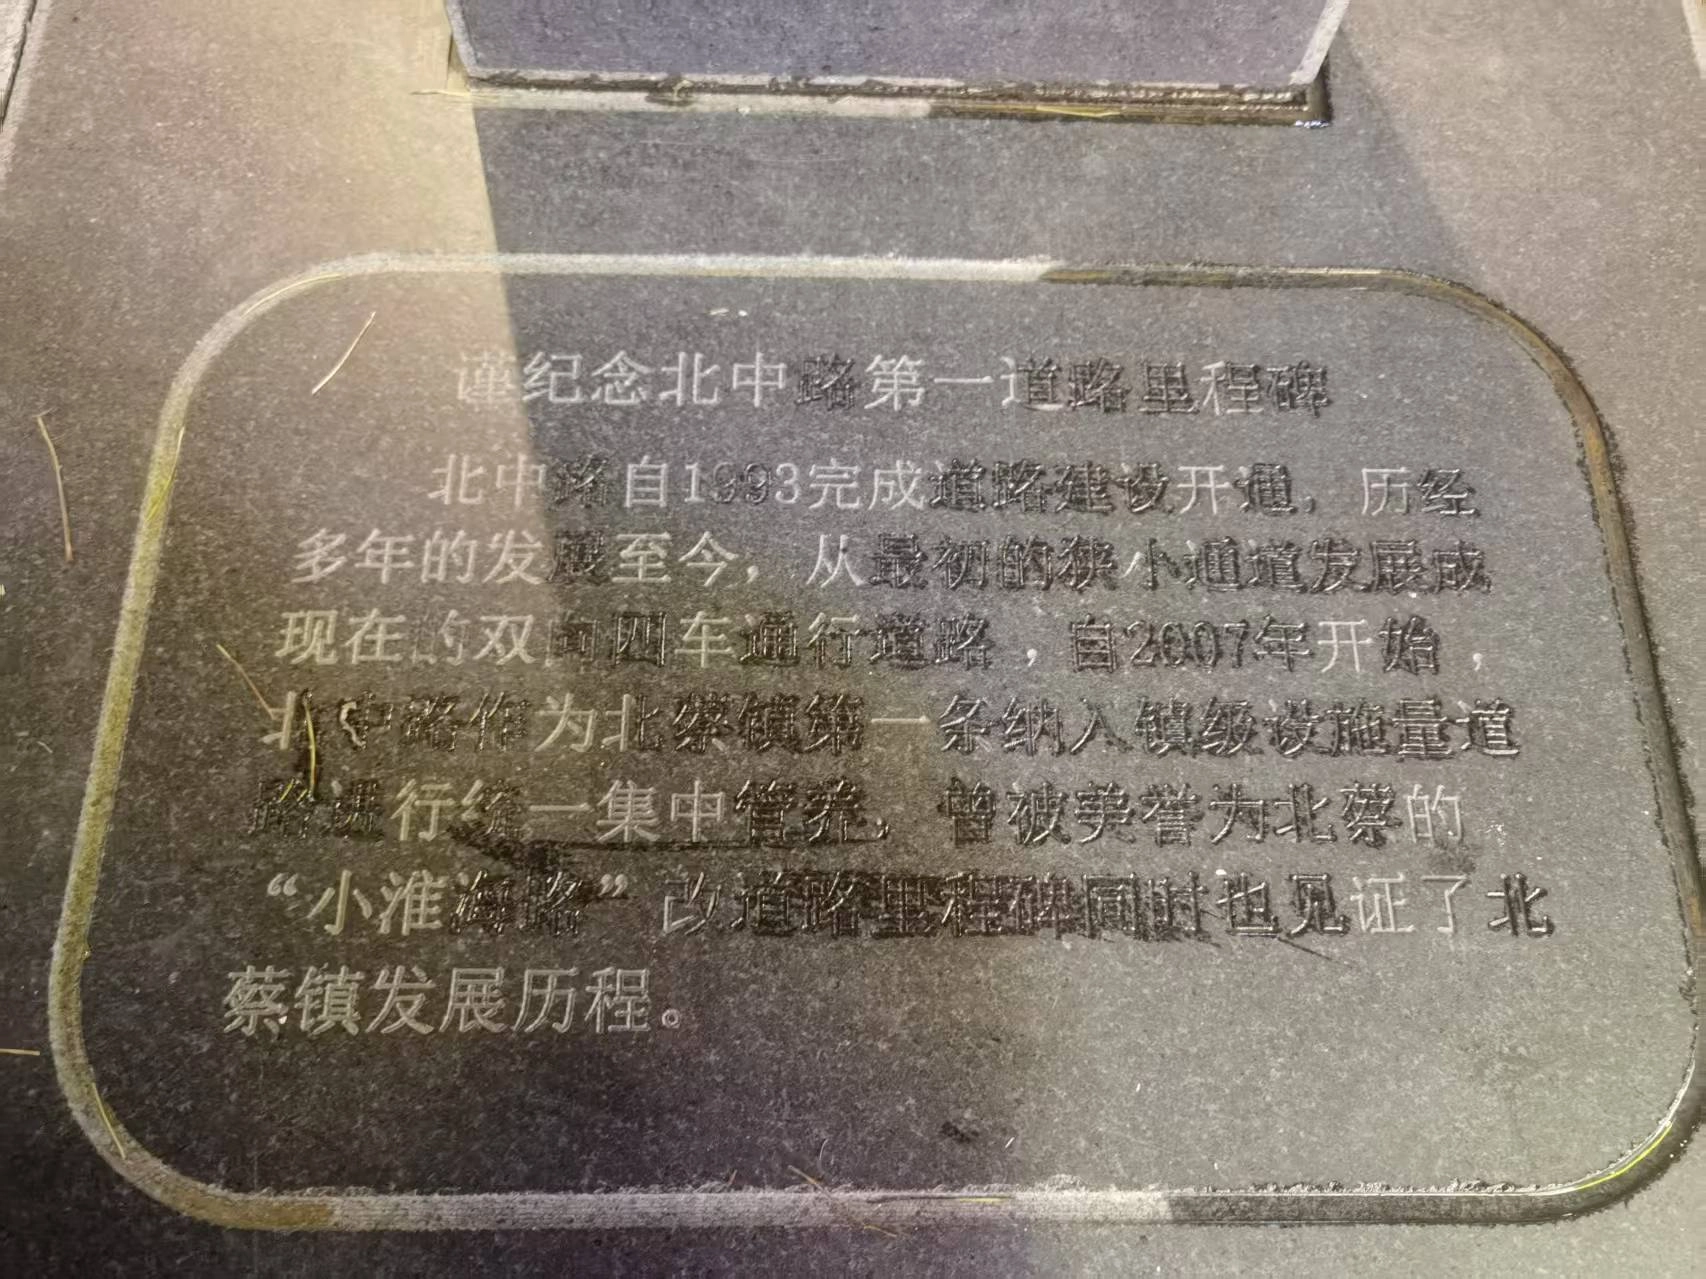 谨纪念北中路第一道路里程碑
北中路自1993完成道路建设开通，历经
多年的发展至今，从最初的狭小通道发展成
现在的双向四车通行道路，自2007年开始，
北中路作为北蔡镇第一条纳入镇级设施量道
路进行统一集中管养，曾被美誉为北蔡的
“小淮海路”改道路里程碑同时也见证了北
蔡镇发展历程。